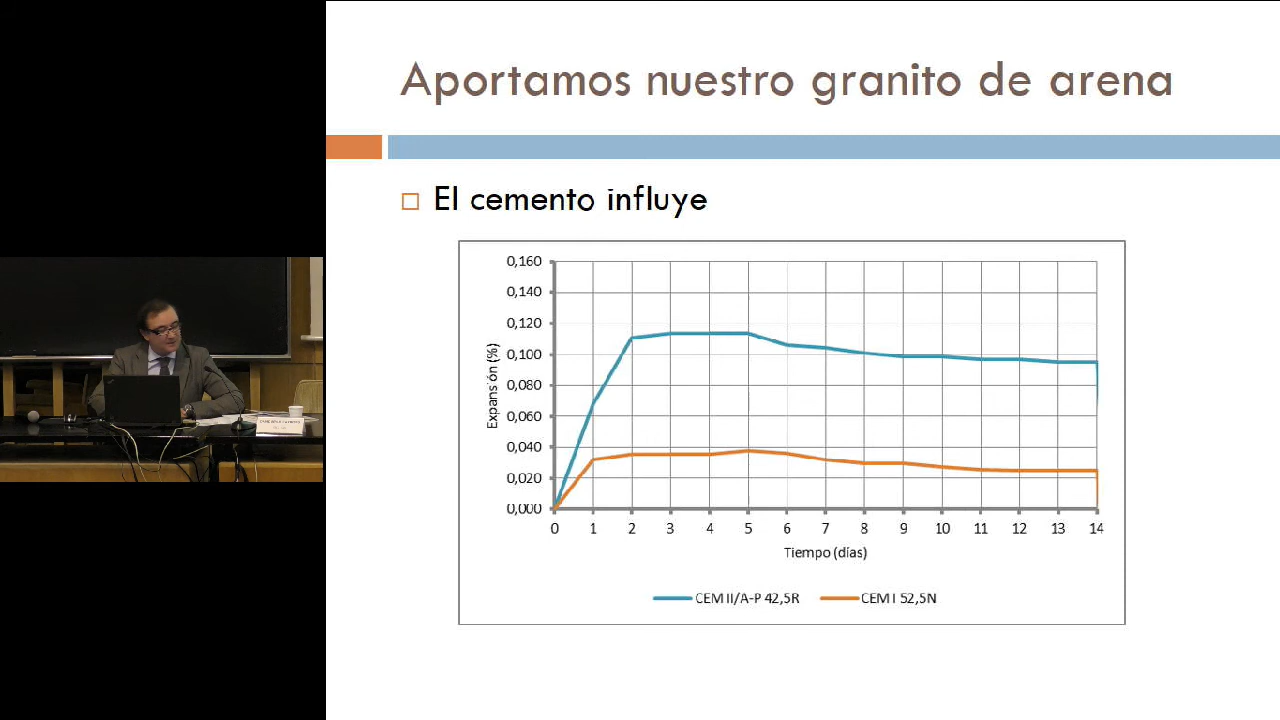 Aportamos nuestro granito de arena
El cemento influye
0,160
0,140
0,120
0,100
0,080
0,060
0,040
0,020
0,000
Expansión (%)
0 1 2 3 4 5 6 7 8 9 10 11 12 13 14
Tiempo (días)
CEM II/A-P 42,5R CEM I 52,5N